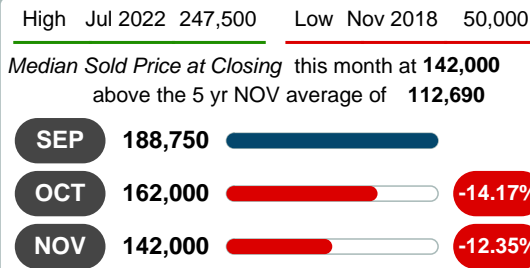 High Jul 2022 247,500 Low Nov 2018 50,000
Median Sold Price at Closing this month at 142,000
above the 5 yr NOV average of 112,690
SEP 188,750
OCT 162,000 -14.17%
NOV 142,000 -12.35%